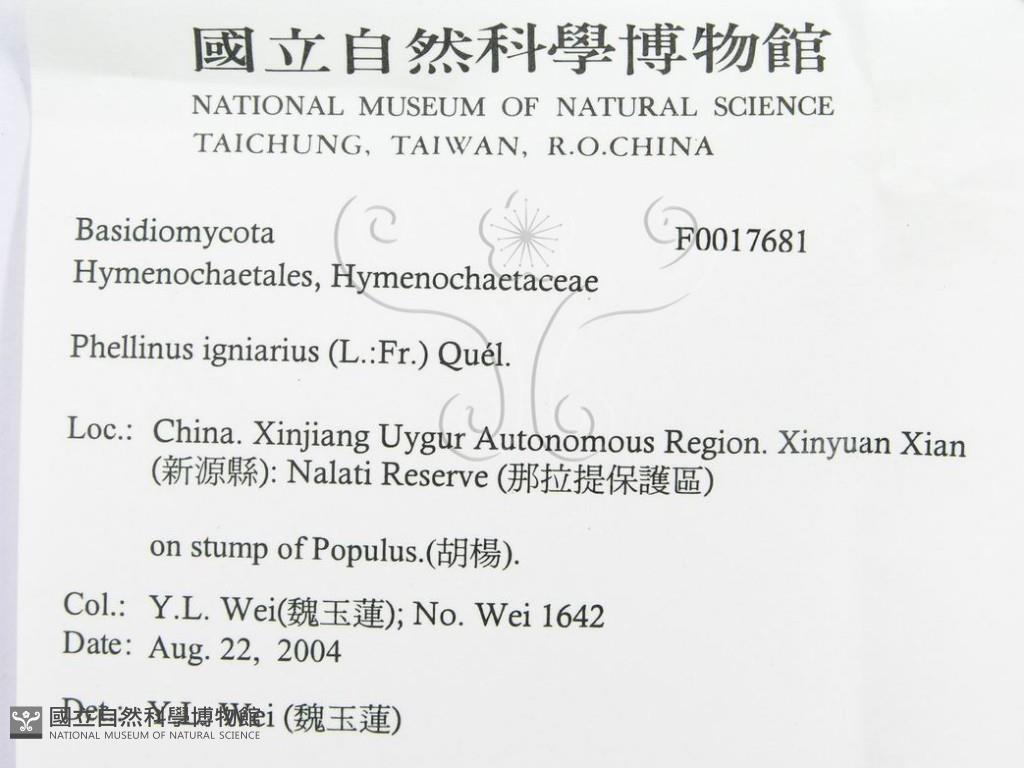 國立自然科學博物館
NATIONAL MUSEUM OF NATURAL SCIENCE
TAICHUNG, TAIWAN, R.O.CHINA
Basidiomycota F0017681
Hymenochaetales, Hymenochaetaceae
Phellinus igniarius (L.:Fr.) Quél.
Loc.: China. Xinjiang Uygur Autonomous Region. Xinyuan Xian
(新源縣): Nalati Reserve (那拉提保護區)
on stump of Populus.(胡楊).
Col.: Y.L. Wei(魏玉蓮); No. Wei 1642
Date: Aug. 22, 2004
Det.: Y.L. Wei (魏玉蓮)
國立自然科學博物館
NATIONAL MUSEUM OF NATURAL SCIENCE